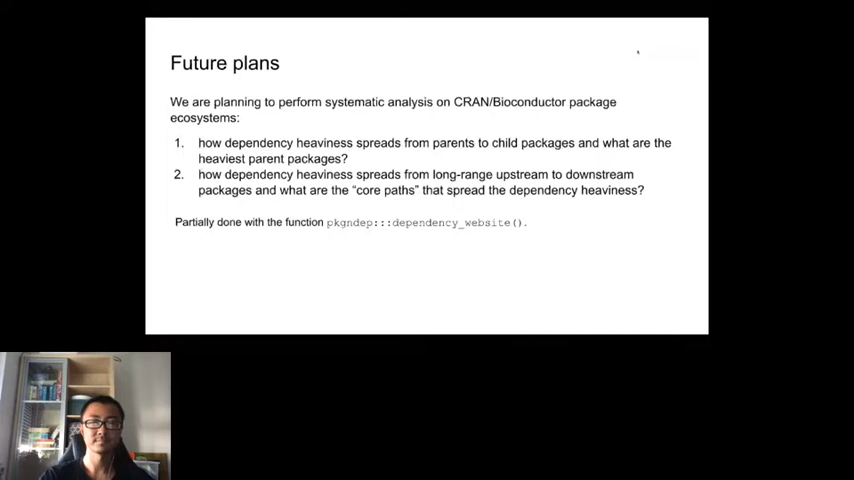 Future plans
We are planning to perform systematic analysis on CRAN/Bioconductor package
ecosystems:
1. how dependency heaviness spreads from parents to child packages and what are the
heaviest parent packages?
2. how dependency heaviness spreads from long-range upstream to downstream
packages and what are the “core paths” that spread the dependency heaviness?
Partially done with the function pkgndep:::dependency_website().